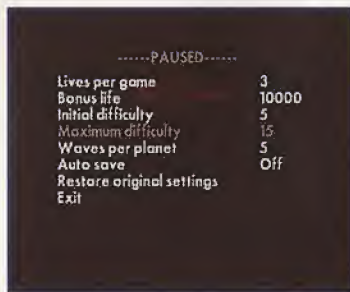 ------PAUSED------
Lives per game 3
Bonus life 10000
Initial difficulty 5
Maximum difficulty 15
Waves per planet 5
Auto save Off
Restore original settings
Exit